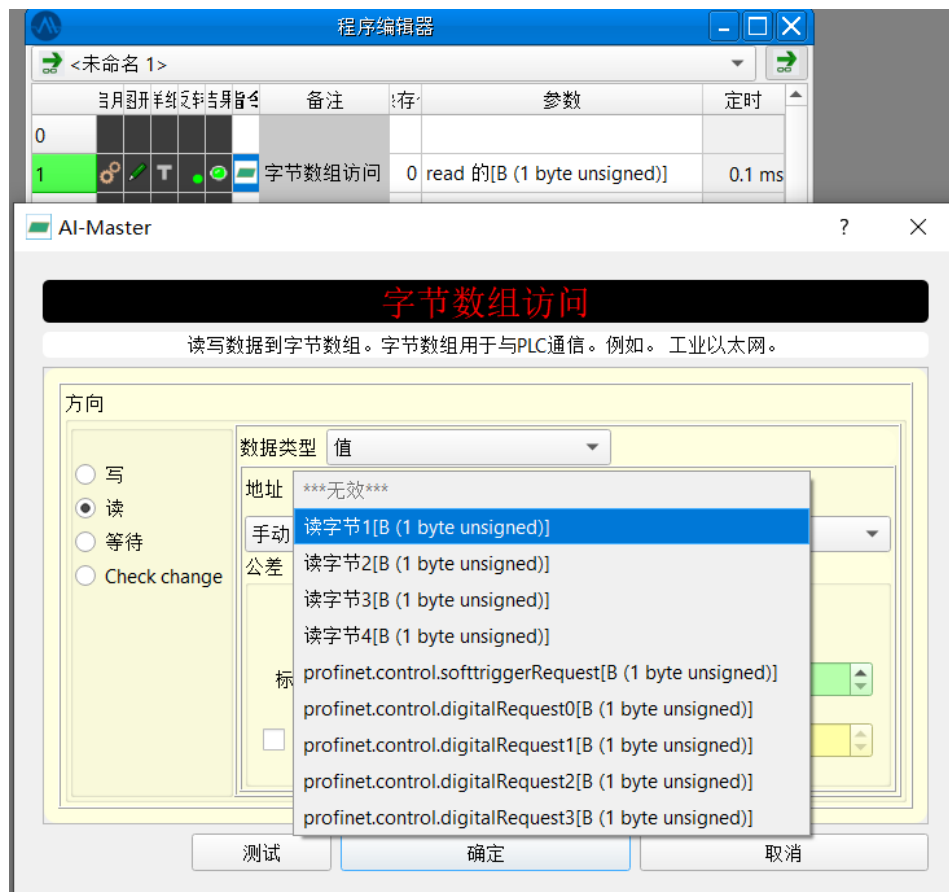 程序编辑器
<未命名 1>
备注 参数 定时
0
1 T 字节数组访问 0 read 的[B (1 byte unsigned)] 0.1 ms
AI-Master ?
字节数组访问
读写数据到字节数组。字节数组用于与PLC通信。例如。 工业以太网。
方向
写
读
等待
Check change
数据类型 值
地址
手动
公差
标
***无效***
读字节1[B (1 byte unsigned)]
读字节2[B (1 byte unsigned)]
读字节3[B (1 byte unsigned)]
读字节4[B (1 byte unsigned)]
profinet.control.softtriggerRequest[B (1 byte unsigned)]
profinet.control.digitalRequest0[B (1 byte unsigned)]
profinet.control.digitalRequest1[B (1 byte unsigned)]
profinet.control.digitalRequest2[B (1 byte unsigned)]
profinet.control.digitalRequest3[B (1 byte unsigned)]
测试 确定 取消